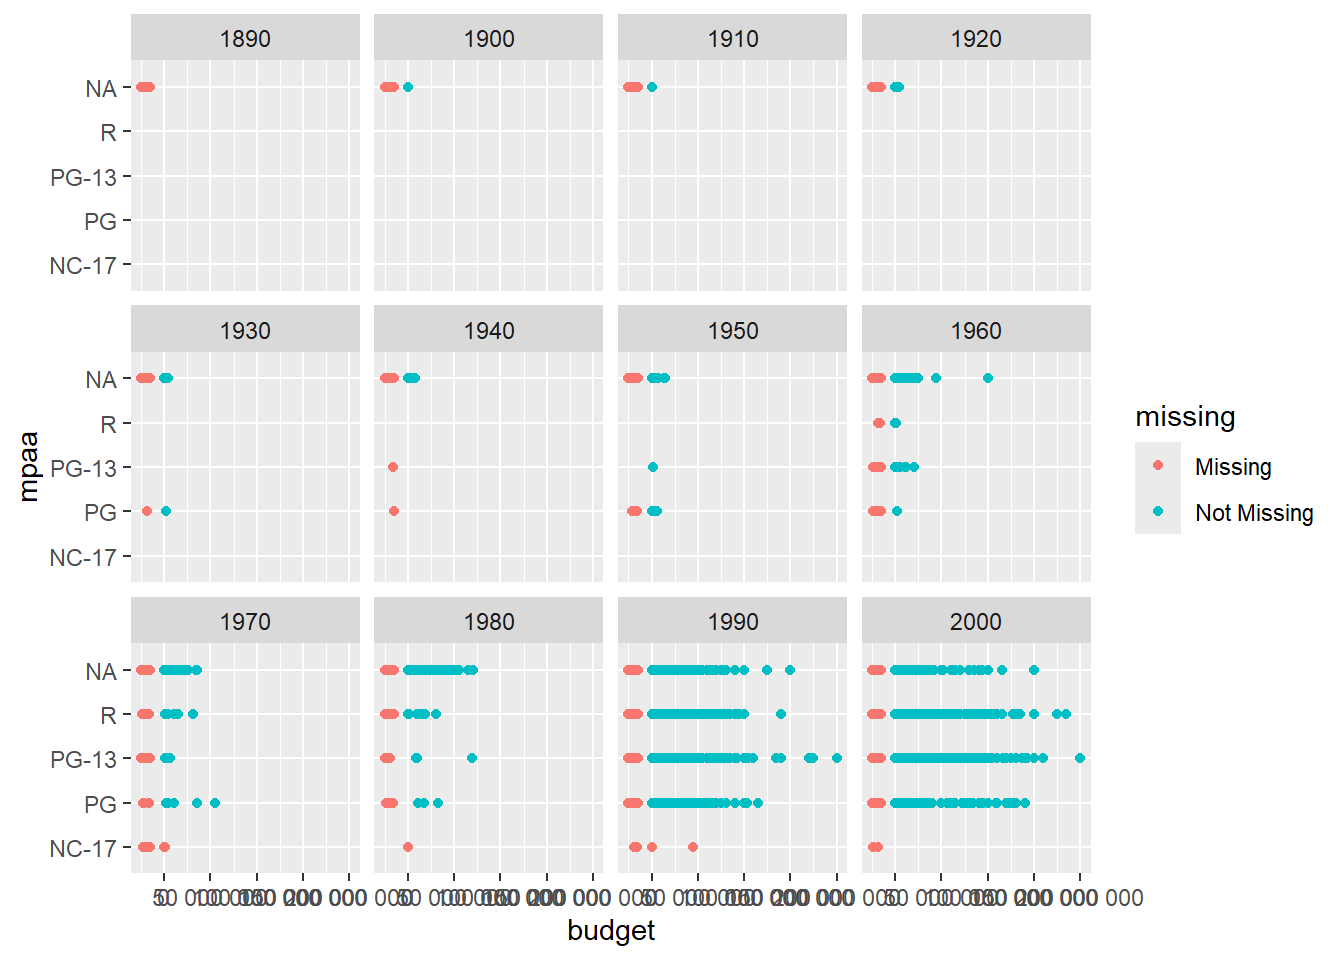 1890 1900 1910 1920
NA
R
PG-13
PG
NC-17
1930 1940 1950 1960
NA
R
PG-13
PG
NC-17
1970 1980 1990 2000
NA
R
PG-13
PG
NC-17
mpaa
budget
missing
Missing
Not Missing